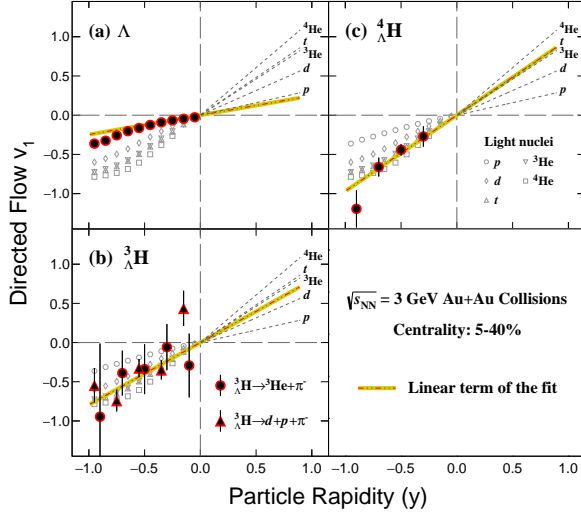 (a) Λ
⁴He
t
³He
d
p
1.0
0.5
0.0
−0.5
−1.0
(c) ⁴ΛH
⁴He
t
³He
d
p
Light nuclei
p ³He
d ⁴He
t
Directed Flow v₁
(b) ³ΛH
⁴He
t
³He
d
p
1.0
0.5
0.0
−0.5
−1.0
³ΛH→³He+π⁻
³ΛH→d+p+π⁻
√sNN = 3 GeV Au+Au Collisions
Centrality: 5-40%
Linear term of the fit
−1.0 −0.5 0.0 0.5 1.0
−1.0 −0.5 0.0 0.5 1.0
Particle Rapidity (y)